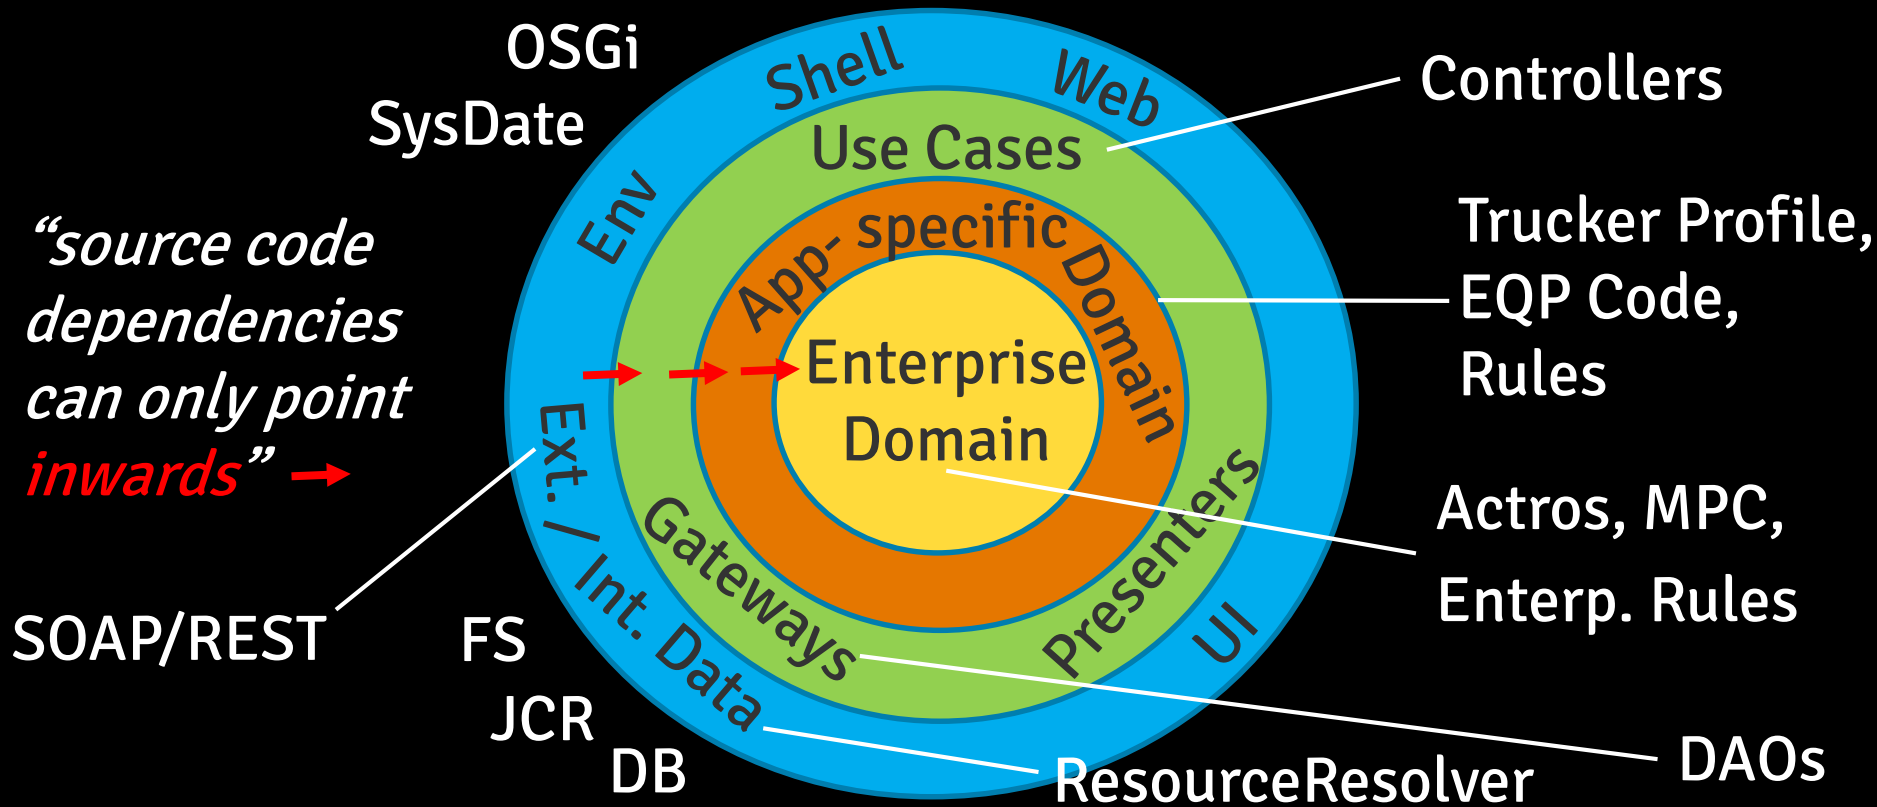 OSGi
SysDate
Shell
Web
Controllers
Use Cases
Env
App- specific Domain
Trucker Profile,
EQP Code,
Rules
“source code
dependencies
can only point
inwards”
Enterprise
Domain
Ext. / Int. Data
Gateways
Presenters
UI
Actros, MPC,
Enterp. Rules
SOAP/REST
FS
JCR
DB
ResourceResolver
DAOs